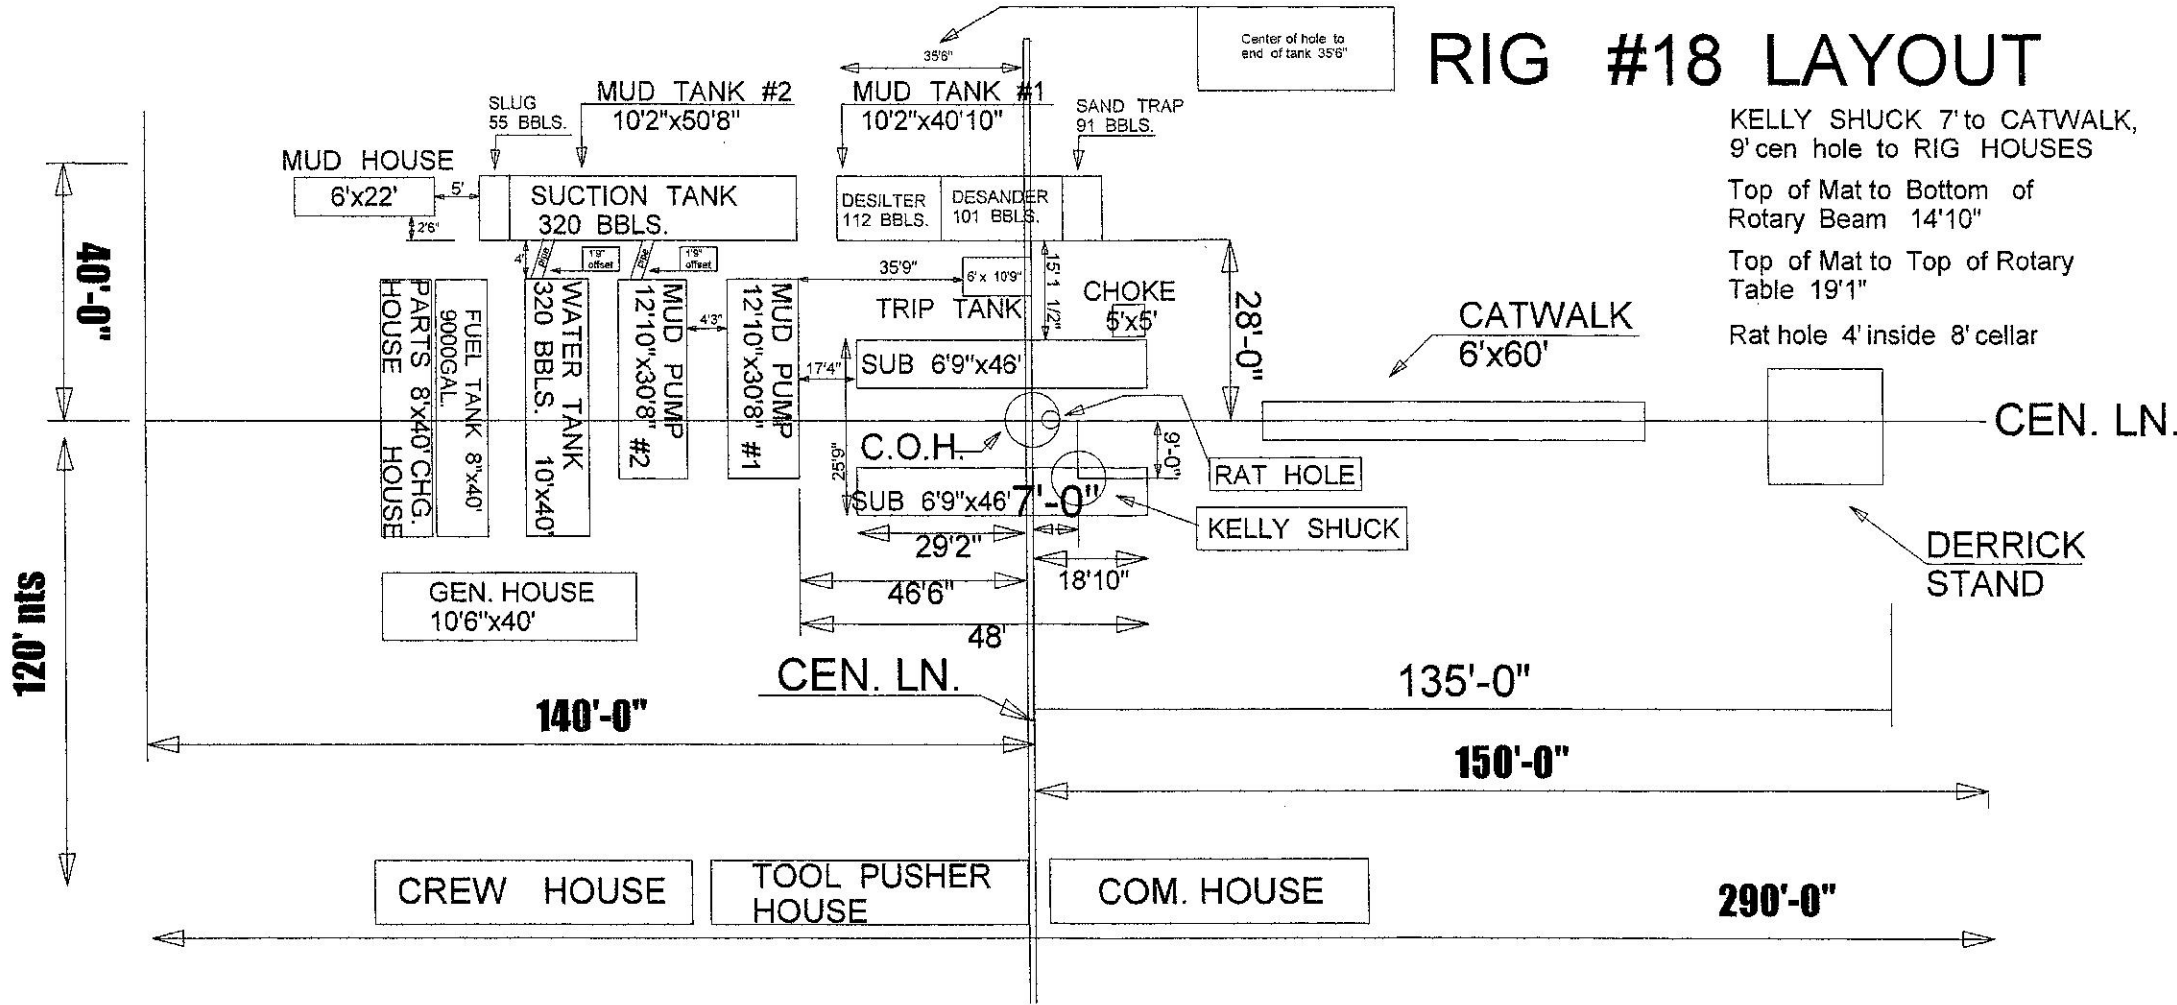 Center of hole to
end of tank 35'6"
RIG #18 LAYOUT
35'6"
SLUG
55 BBLS.
MUD TANK #2
10'2"x50'8"
MUD TANK #1
10'2"x40'10"
SAND TRAP
91 BBLS.
KELLY SHUCK 7' to CATWALK,
9' cen hole to RIG HOUSES
Top of Mat to Bottom of
Rotary Beam 14'10"
Top of Mat to Top of Rotary
Table 19'1"
Rat hole 4' inside 8' cellar
MUD HOUSE
6'x22'
5'
2'6"
SUCTION TANK
320 BBLS.
DESILTER
112 BBLS.
DESANDER
101 BBLS.
40'-0"
4'
Pipe
1'9"
offset
Pipe
1'9"
offset
35'9"
6' x 10'9"
TRIP TANK
15' 1 1/2"
CHOKE
5'x5'
28'-0"
CATWALK
6'x60'
PARTS 8'x40' CHG.
HOUSE HOUSE
FUEL TANK 8"x40'
9000GAL.
WATER TANK
320 BBLS. 10'x40'
MUD PUMP
12'10"x30'8" #2
4'3"
MUD PUMP
12'10"x30'8" #1
17'4"
25'9"
SUB 6'9"x46'
C.O.H.
CEN. LN.
9'-0"
RAT HOLE
SUB 6'9"x46'
7'-0"
KELLY SHUCK
29'2"
18'10"
46'6"
48'
DERRICK
STAND
GEN. HOUSE
10'6"x40'
120' nts
CEN. LN.
135'-0"
140'-0"
150'-0"
CREW HOUSE
TOOL PUSHER
HOUSE
COM. HOUSE
290'-0"